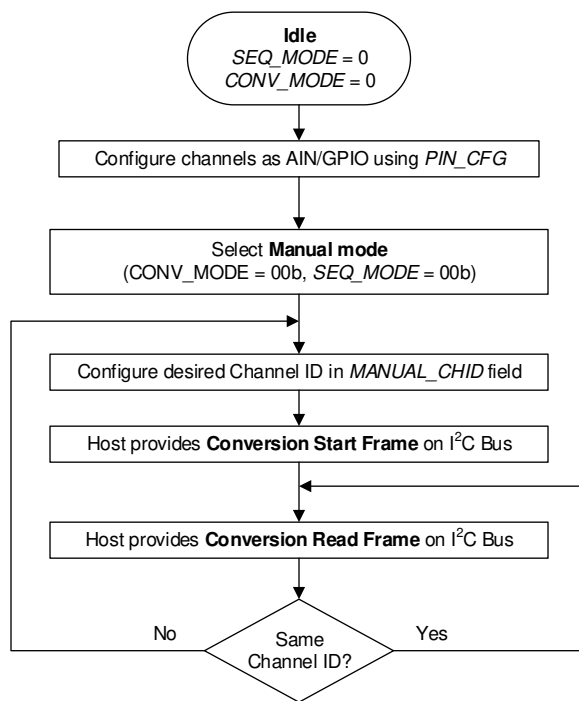 Idle
SEQ_MODE = 0
CONV_MODE = 0
Configure channels as AIN/GPIO using PIN_CFG
Select Manual mode
(CONV_MODE = 00b, SEQ_MODE = 00b)
Configure desired Channel ID in MANUAL_CHID field
Host provides Conversion Start Frame on I²C Bus
Host provides Conversion Read Frame on I²C Bus
No
Same
Channel ID?
Yes